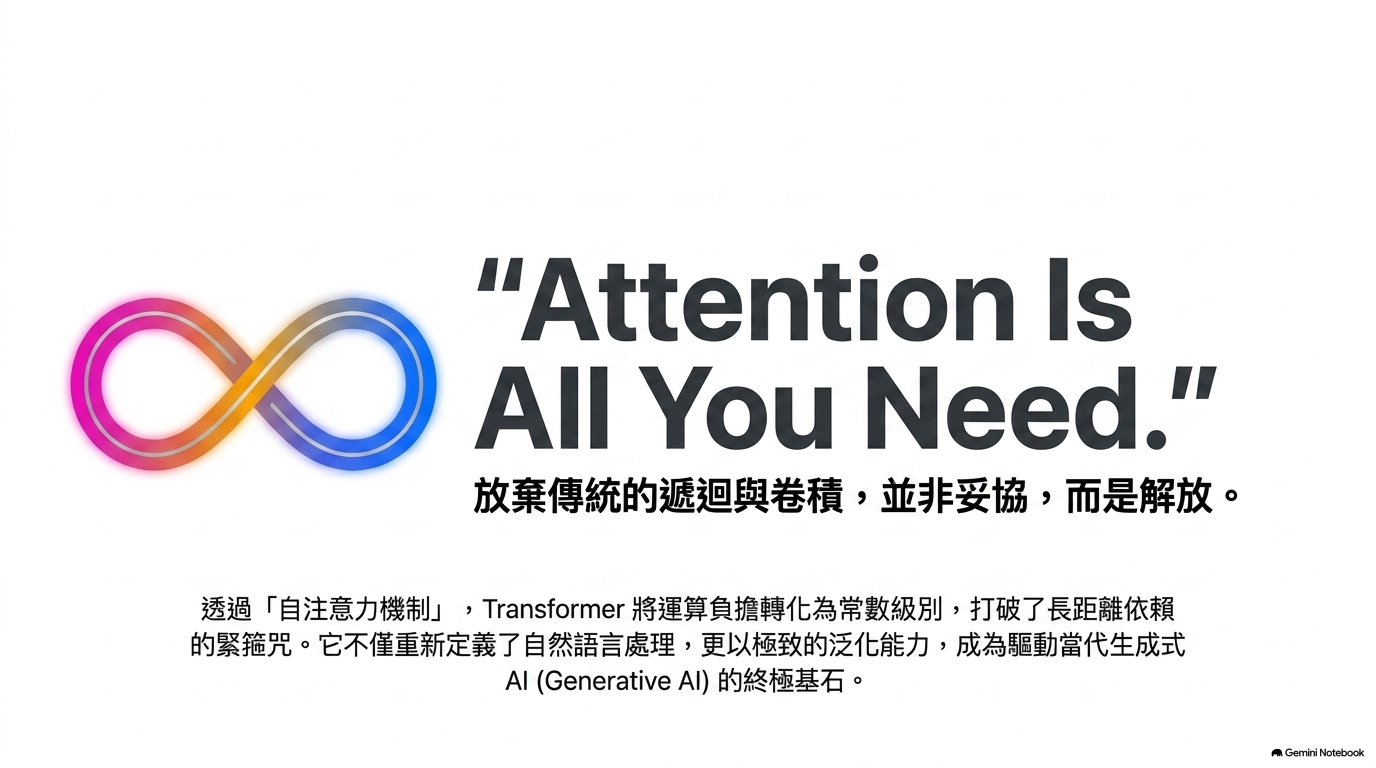 “Attention Is
All You Need.”
放棄傳統的遞迴與卷積，並非妥協，而是解放。
透過「自注意力機制」，Transformer 將運算負擔轉化為常數級別，打破了長距離依賴
的緊箍咒。它不僅重新定義了自然語言處理，更以極致的泛化能力，成為驅動當代生成式
AI (Generative AI) 的終極基石。
Gemini Notebook